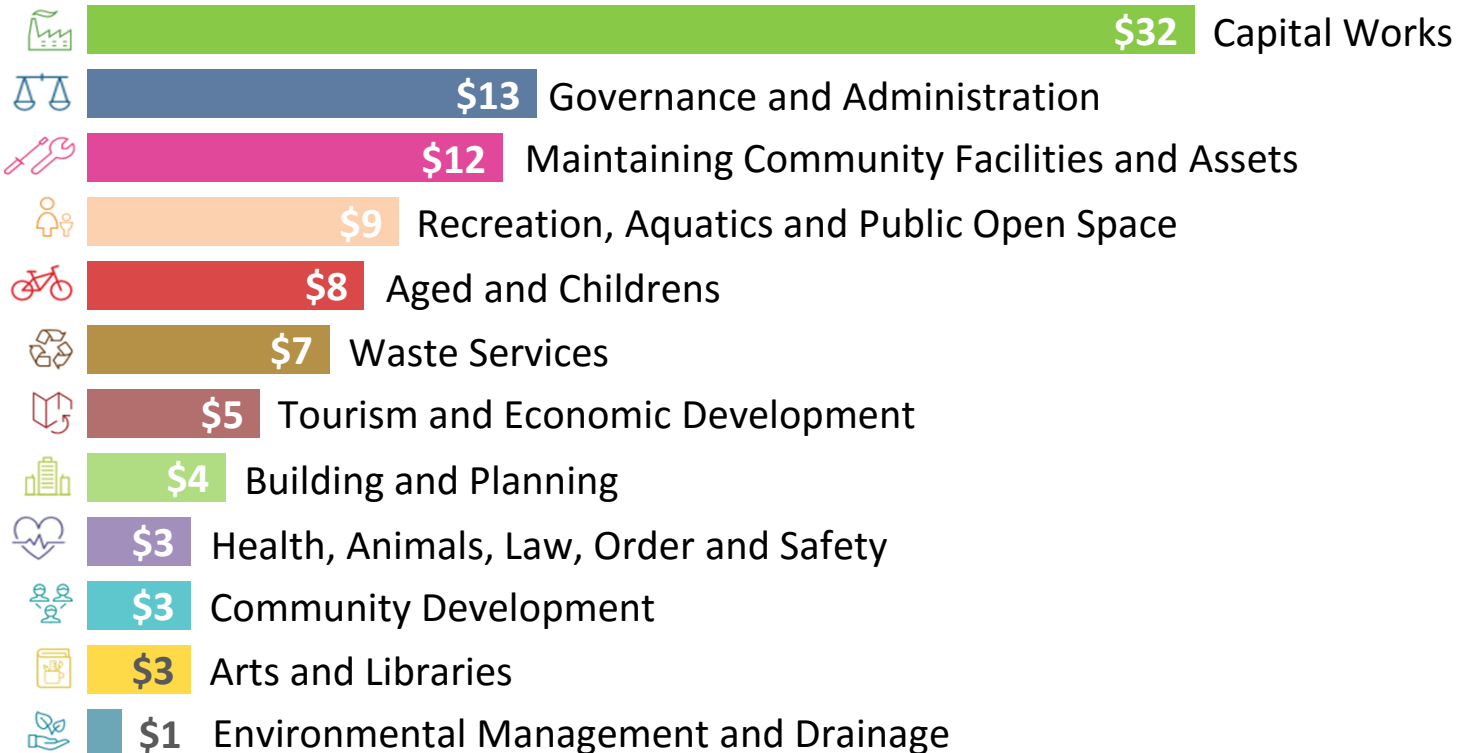 $32 Capital Works
$13 Governance and Administration
$12 Maintaining Community Facilities and Assets
$9 Recreation, Aquatics and Public Open Space
$8 Aged and Childrens
$7 Waste Services
$5 Tourism and Economic Development
$4 Building and Planning
$3 Health, Animals, Law, Order and Safety
$3 Community Development
$3 Arts and Libraries
$1 Environmental Management and Drainage